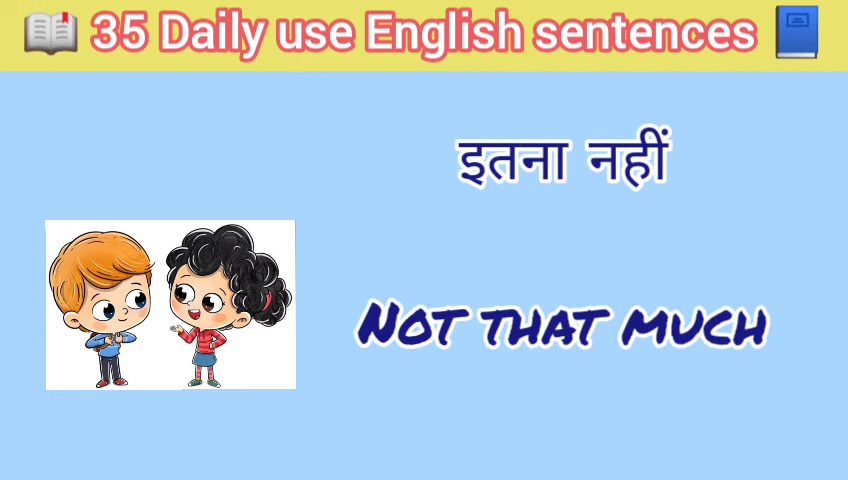 35 Daily use English sentences
इतना नहीं
Not that much